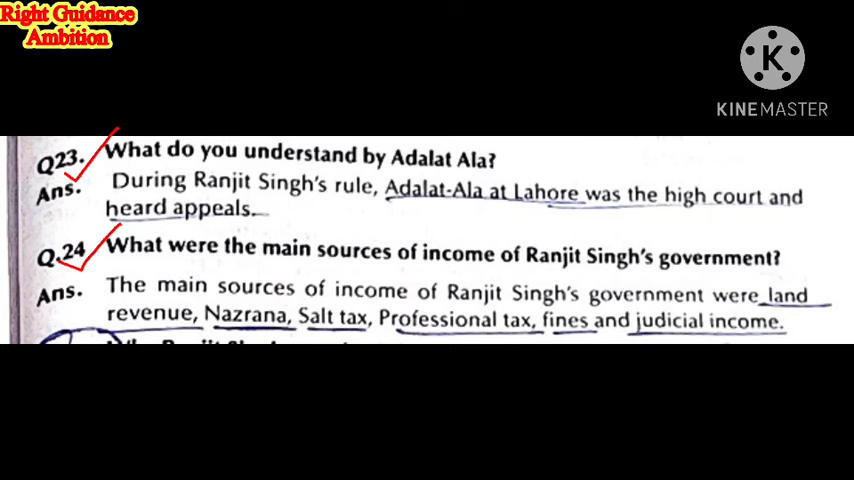 Right Guidance
Ambition
KINEMASTER
Q23. What do you understand by Adalat Ala?
Ans. During Ranjit Singh's rule, Adalat-Ala at Lahore was the high court and
heard appeals.
Q.24 What were the main sources of income of Ranjit Singh's government?
Ans. The main sources of income of Ranjit Singh's government were land
revenue, Nazrana, Salt tax, Professional tax, fines and judicial income.